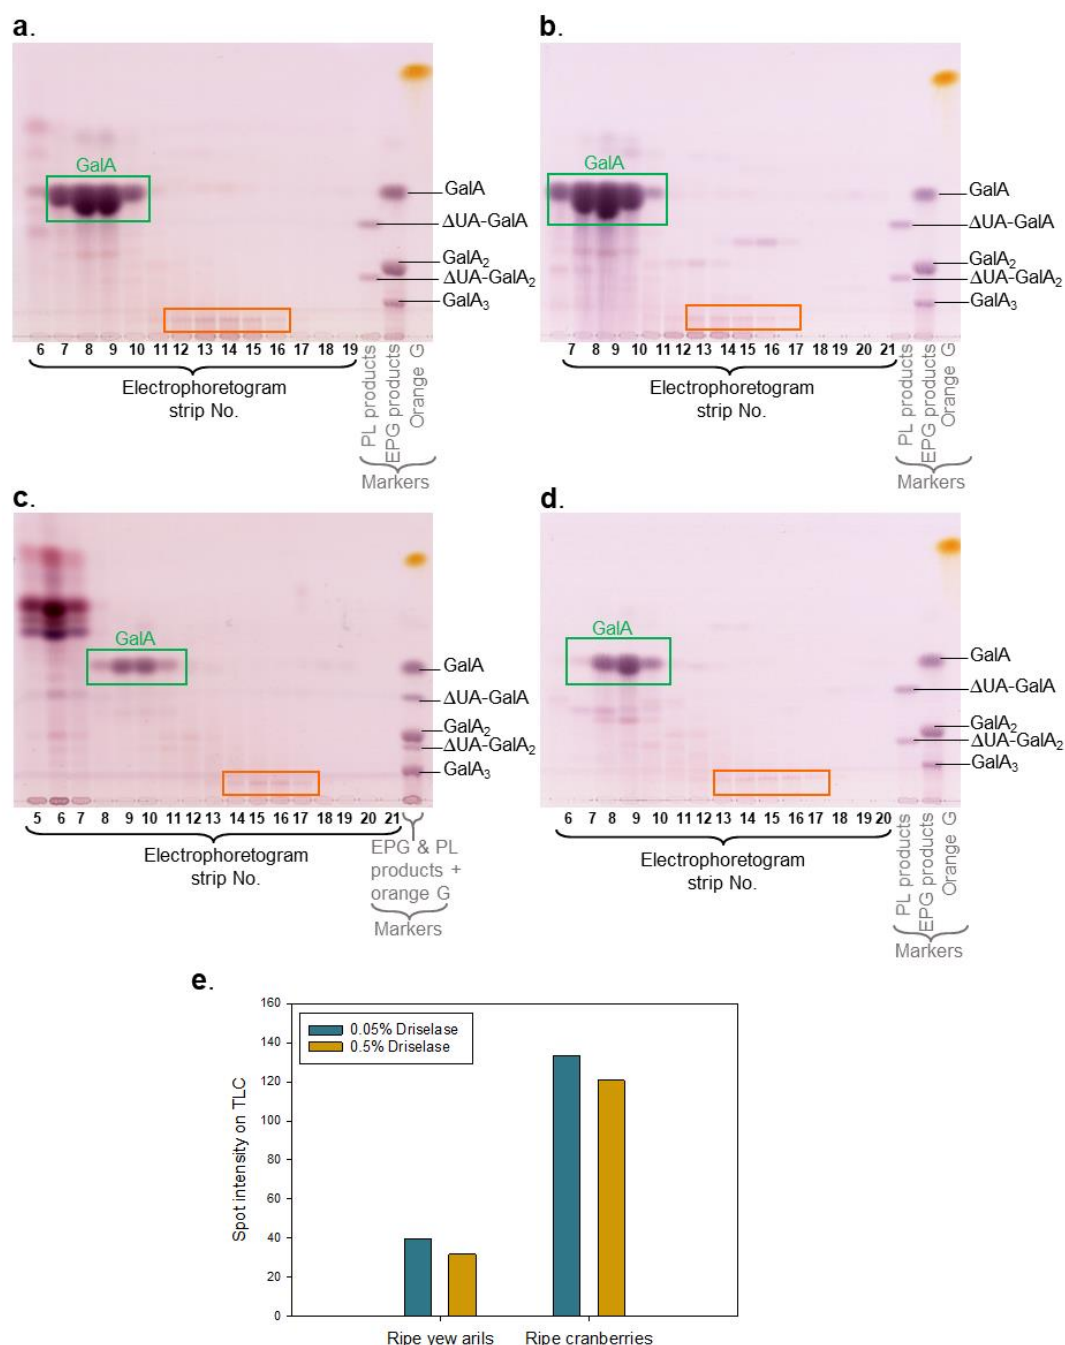 a.
GalA
GalA
ΔUA-GalA
GalA₂
ΔUA-GalA₂
GalA₃
6 7 8 9 10 11 12 13 14 15 16 17 18 19
Electrophoretogram
strip No.
PL products
EPG products
Orange G
Markers
b.
GalA
GalA
ΔUA-GalA
GalA₂
ΔUA-GalA₂
GalA₃
7 8 9 10 11 12 13 14 15 16 17 18 19 20 21
Electrophoretogram
strip No.
PL products
EPG products
Orange G
Markers
c.
GalA
GalA
ΔUA-GalA
GalA₂
ΔUA-GalA₂
GalA₃
5 6 7 8 9 10 11 12 13 14 15 16 17 18 19 20 21
Electrophoretogram
strip No.
EPG & PL
products +
orange G
Markers
d.
GalA
GalA
ΔUA-GalA
GalA₂
ΔUA-GalA₂
GalA₃
6 7 8 9 10 11 12 13 14 15 16 17 18 19 20
Electrophoretogram
strip No.
PL products
EPG products
Orange G
Markers
e.
Spot intensity on TLC
160
140
120
100
80
60
40
20
0
0.05% Driselase
0.5% Driselase
Ripe yew arils Ripe cranberries